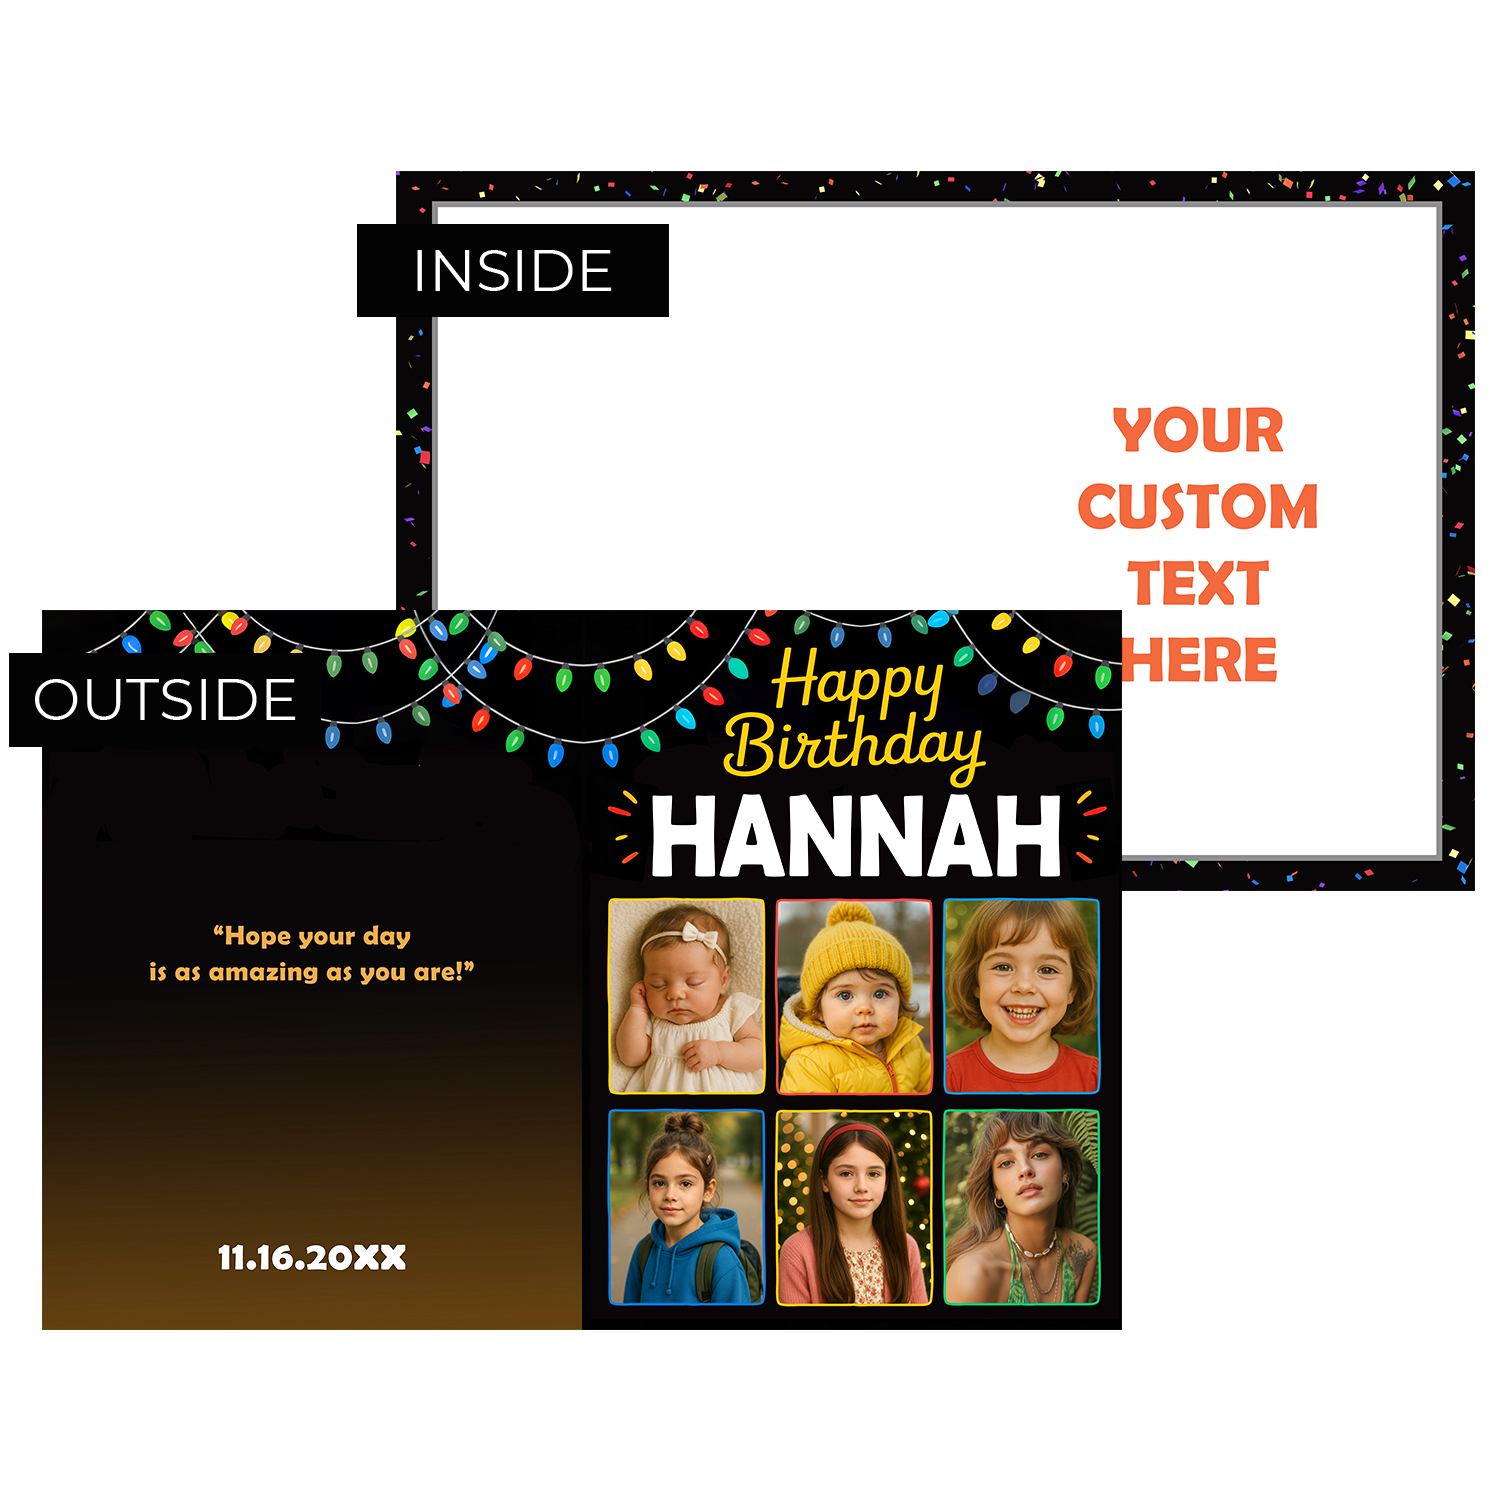 INSIDE
YOUR
CUSTOM
TEXT
HERE
OUTSIDE
Happy
Birthday
HANNAH
“Hope your day
is as amazing as you are!”
11.16.20XX